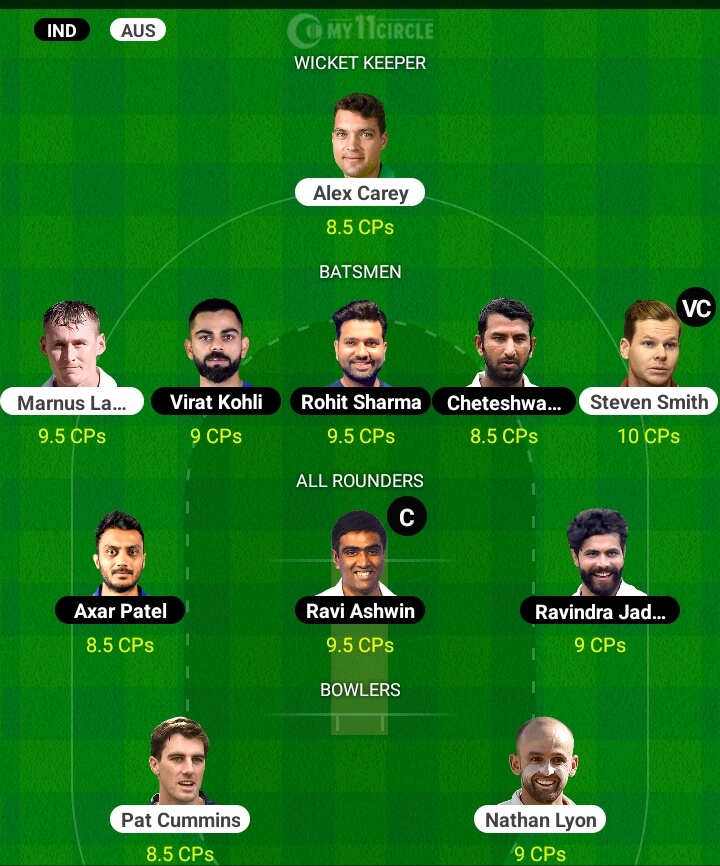 IND AUS MY11CIRCLE
WICKET KEEPER
Alex Carey
8.5 CPs
BATSMEN
VC
Marnus La... Virat Kohli Rohit Sharma Cheteshwa... Steven Smith
9.5 CPs 9 CPs 9.5 CPs 8.5 CPs 10 CPs
ALL ROUNDERS
C
Axar Patel Ravi Ashwin Ravindra Jad...
8.5 CPs 9.5 CPs 9 CPs
BOWLERS
Pat Cummins Nathan Lyon
8.5 CPs 9 CPs